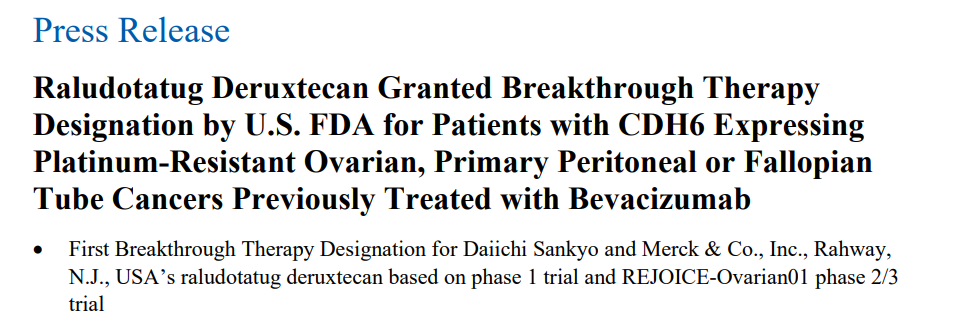 Press Release
Raludotatug Deruxtecan Granted Breakthrough Therapy
Designation by U.S. FDA for Patients with CDH6 Expressing
Platinum-Resistant Ovarian, Primary Peritoneal or Fallopian
Tube Cancers Previously Treated with Bevacizumab
• First Breakthrough Therapy Designation for Daiichi Sankyo and Merck & Co., Inc., Rahway,
N.J., USA’s raludotatug deruxtecan based on phase 1 trial and REJOICE-Ovarian01 phase 2/3
trial